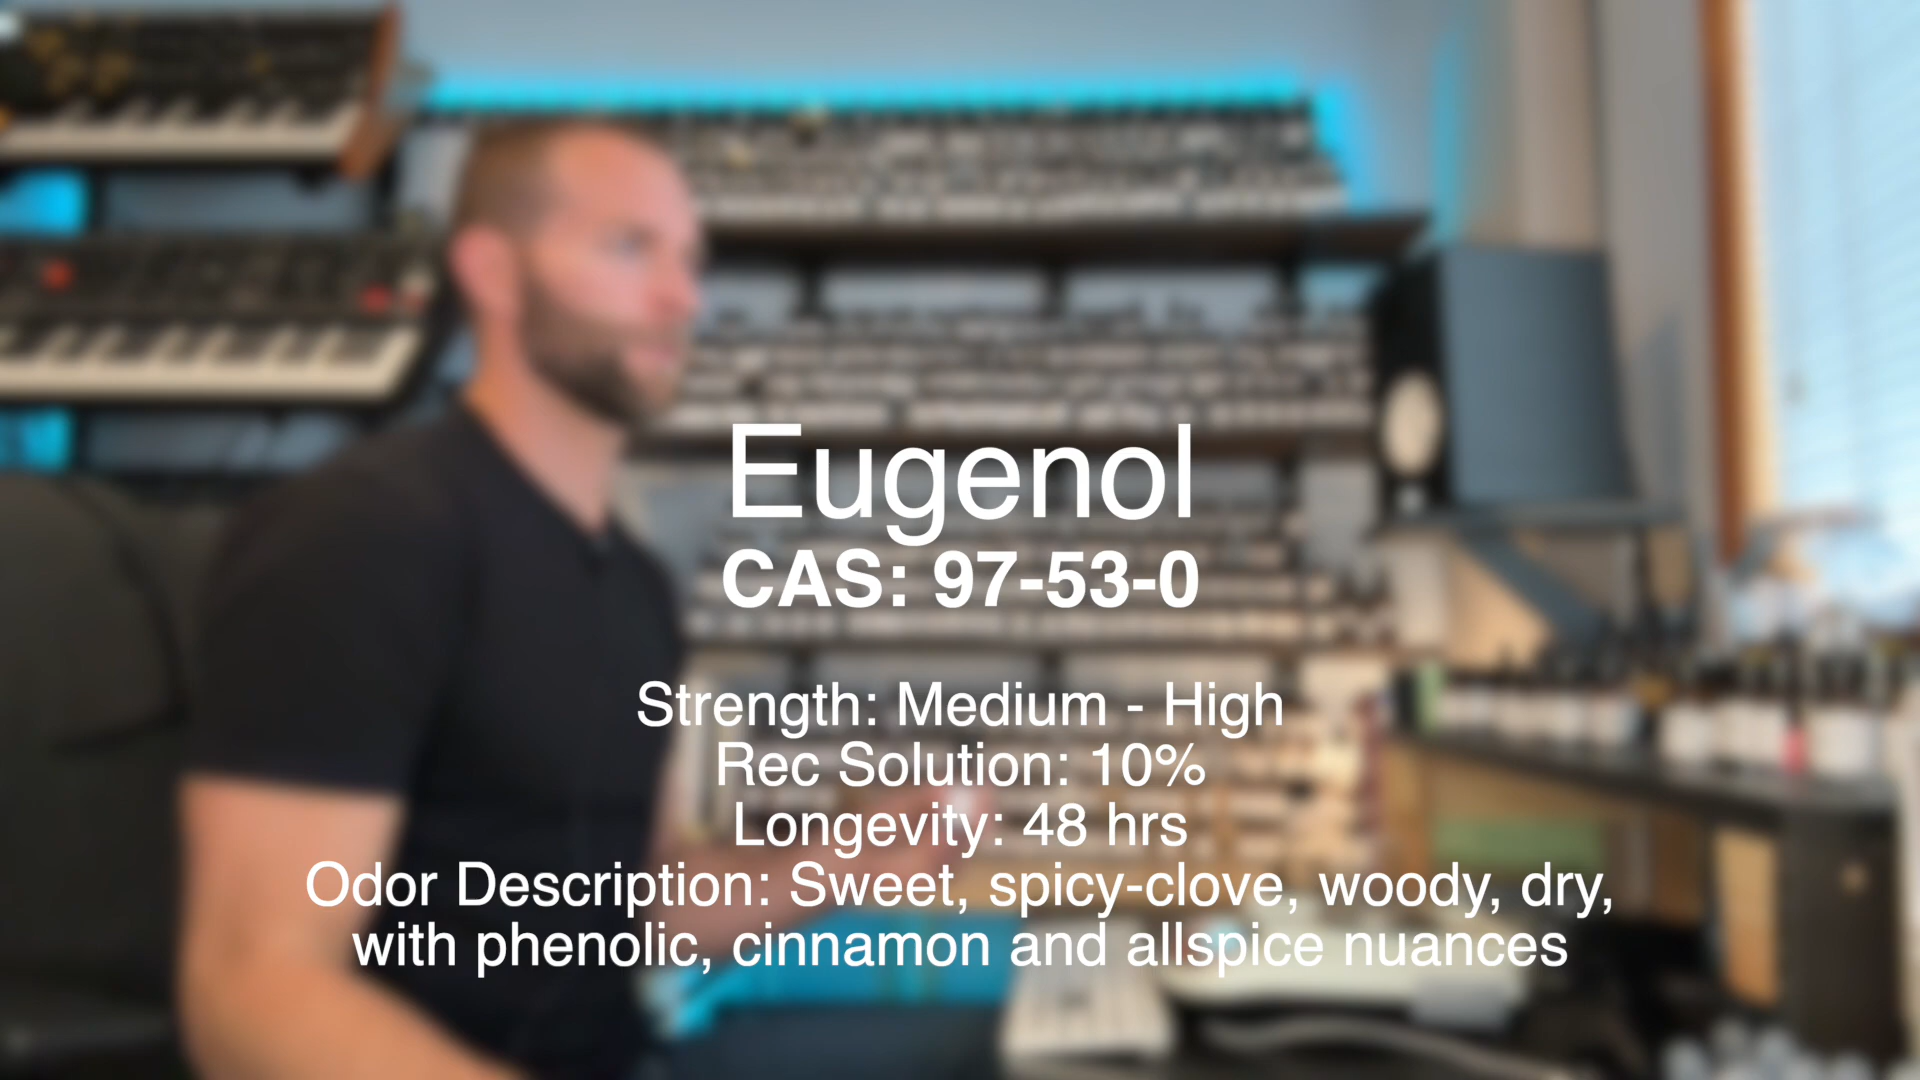 Eugenol
CAS: 97-53-0
Strength: Medium - High
Rec Solution: 10%
Longevity: 48 hrs
Odor Description: Sweet, spicy-clove, woody, dry,
with phenolic, cinnamon and allspice nuances